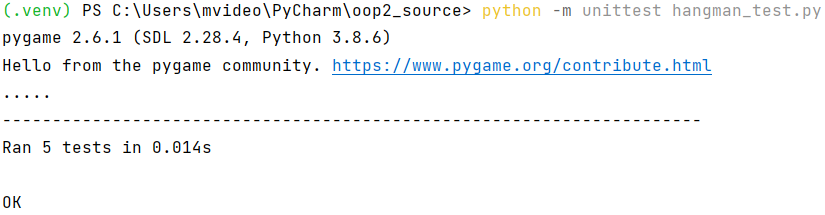 (.venv) PS C:\Users\mvideo\PyCharm\oop2_source> python -m unittest hangman_test.py
pygame 2.6.1 (SDL 2.28.4, Python 3.8.6)
Hello from the pygame community. https://www.pygame.org/contribute.html
.....
----------------------------------------------------------------------
Ran 5 tests in 0.014s
OK